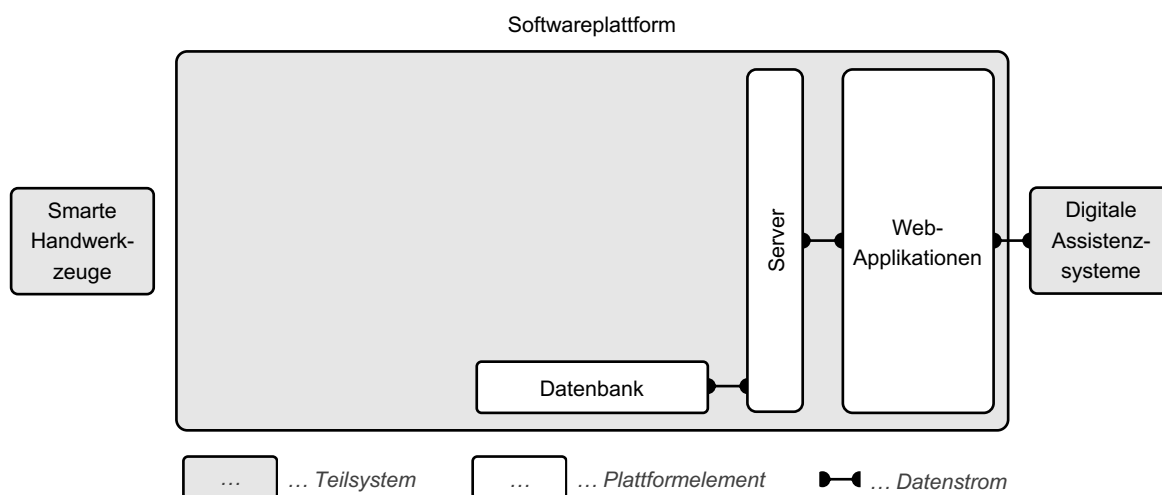 Softwareplattform
Smarte
Handwerk-
zeuge
Server
Web-
Applikationen
Digitale
Assistenz-
systeme
Datenbank
… … Teilsystem … … Plattformelement … Datenstrom